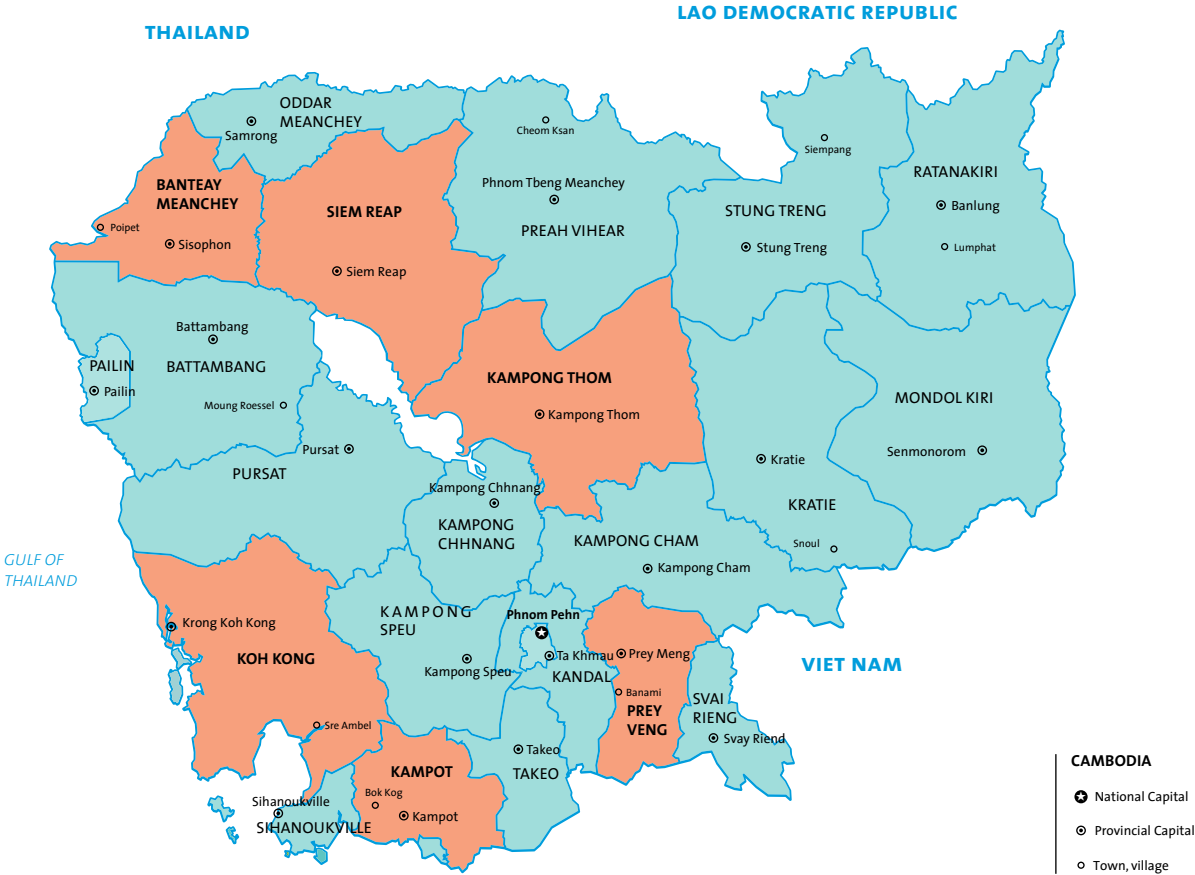 LAO DEMOCRATIC REPUBLIC
THAILAND
ODDAR
MEANCHEY
Samrong
Cheom Ksan
Siempang
BANTEAY
MEANCHEY
Poipet
Sisophon
SIEM REAP
Siem Reap
Phnom Tbeng Meanchey
PREAH VIHEAR
STUNG TRENG
Stung Treng
RATANAKIRI
Banlung
Lumphat
Battambang
BATTAMBANG
PAILIN
Pailin
Moung Roessel
KAMPONG THOM
Kampong Thom
MONDOL KIRI
Senmonorom
Pursat
PURSAT
Kratie
KRATIE
Snoul
Kampong Chhnang
KAMPONG
CHHNANG
KAMPONG CHAM
Kampong Cham
GULF OF
THAILAND
Krong Koh Kong
KOH KONG
Sre Ambel
KAMPONG
SPEU
Kampong Speu
Phnom Pehn
Ta Khmau
KANDAL
Prey Meng
Banami
PREY
VENG
SVAI
RIENG
Svay Riend
VIET NAM
Takeo
TAKEO
KAMPOT
Bok Kog
Kampot
Sihanoukville
SIHANOUKVILLE
CAMBODIA
National Capital
Provincial Capital
Town, village